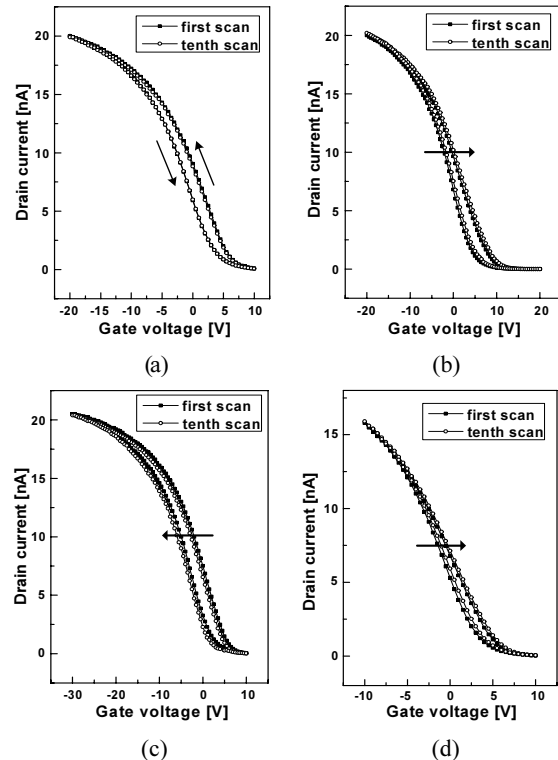 first scan
tenth scan
Drain current [nA]
20
15
10
5
0
-20 -15 -10 -5 0 5 10
Gate voltage [V]
(a)
first scan
tenth scan
Drain current [nA]
20
15
10
5
0
-20 -10 0 10 20
Gate voltage [V]
(b)
first scan
tenth scan
Drain current [nA]
20
15
10
5
0
-30 -20 -10 0 10
Gate voltage [V]
(c)
first scan
tenth scan
Drain current [nA]
15
10
5
0
-10 -5 0 5 10
Gate voltage [V]
(d)